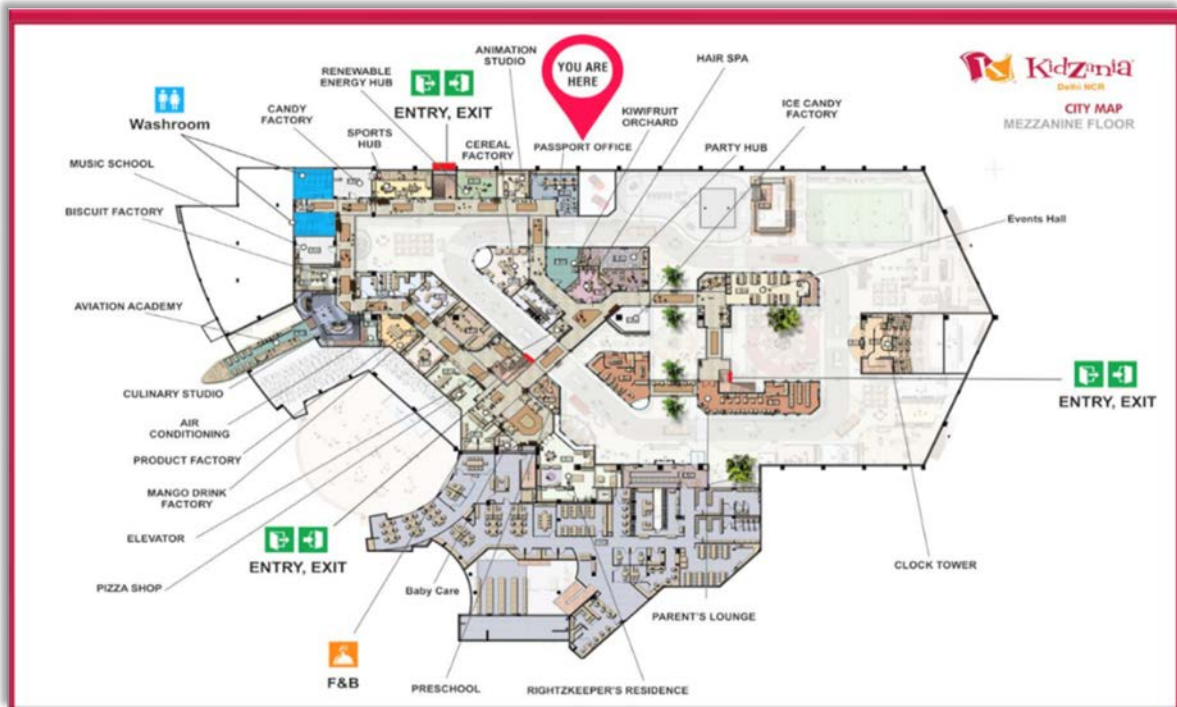 KidZania
Delhi NCR
CITY MAP
MEZZANINE FLOOR
YOU ARE
HERE
ANIMATION
STUDIO
RENEWABLE
ENERGY HUB
ENTRY, EXIT
HAIR SPA
Washroom
CANDY
FACTORY
SPORTS
HUB
CEREAL
FACTORY
PASSPORT OFFICE
KIWIFRUIT
ORCHARD
ICE CANDY
FACTORY
PARTY HUB
MUSIC SCHOOL
BISCUIT FACTORY
Events Hall
AVIATION ACADEMY
CULINARY STUDIO
AIR
CONDITIONING
PRODUCT FACTORY
MANGO DRINK
FACTORY
ELEVATOR
ENTRY, EXIT
PIZZA SHOP
ENTRY, EXIT
CLOCK TOWER
Baby Care
PARENT'S LOUNGE
F&B
PRESCHOOL
RIGHTZKEEPER'S RESIDENCE